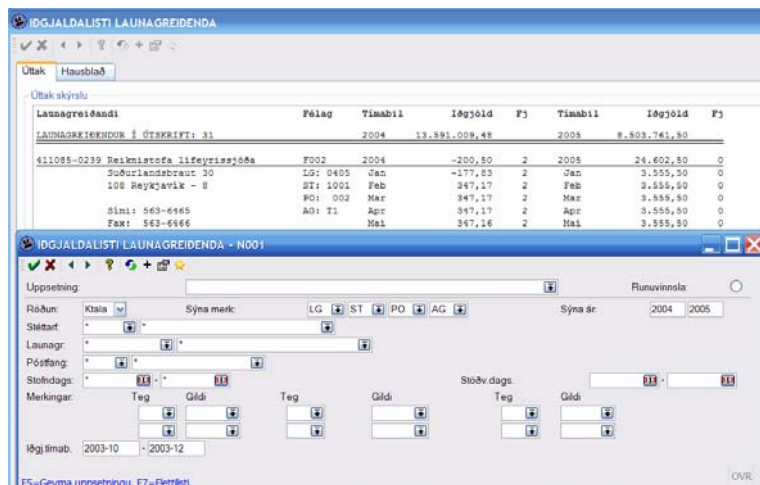 IÐGJALDALISTI LAUNAGREIÐENDA
Úttak Hausblað
Úttak skýrslu
Launagreiðandi Félag Tímabil Iðgjöld Fj Tímabil Iðgjöld Fj
LAUNAGREIÐENDUR Í ÚTSKRIFT: 31 2004 13.591.009,48 2005 8.503.761,50
411085-0239 Reiknistofa lífeyrissjóða F002 2004 -200,50 2 2005 24.602,50 0
Suðurlandsbraut 30 LG: 0405 Jan -177,83 2 Jan 3.555,50 0
108 Reykjavík - 8 ST: 1001 Feb 347,17 2 Feb 3.555,50 0
PO: 002 Mar 347,17 2 Mar 3.555,50 0
Sími: 563-6465 AG: T1 Apr 347,17 2 Apr 3.555,50 0
Fax: 563-6466 Mai 347,16 2 Mai 3.555,50 0
IÐGJALDALISTI LAUNAGREIÐENDA - N001
Uppsetning: Runuvinnsla:
Röðun: Ktala Sýna merk: LG ST PO AG Sýna ár: 2004 2005
Stéttarf: * *
Launagr.: * *
Póstfang: * *
Stofndags: * - * Stöðv.dags. -
Merkingar: Teg Gildi Teg Gildi Teg Gildi
Iðgj.tímab. 2003-10 - 2003-12
F5=Geyma uppsetningu, F7=Flettilisti
OVR